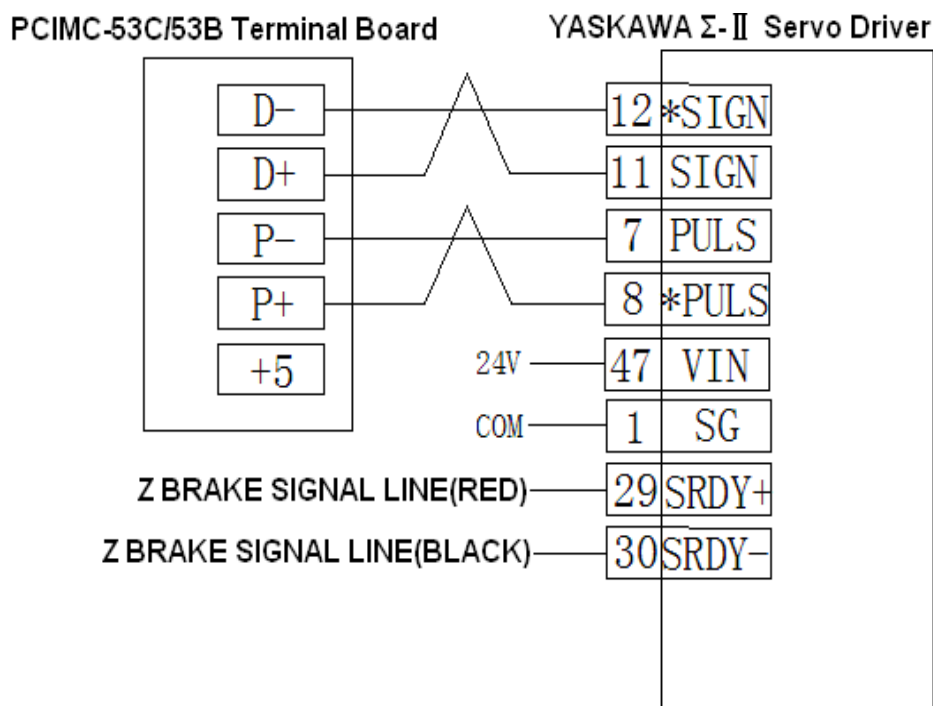 PCIMC-53C/53B Terminal Board
YASKAWA Σ-Ⅱ Servo Driver
D- 12 *SIGN
D+ 11 SIGN
P- 7 PULS
P+ 8 *PULS
+5 24V 47 VIN
COM 1 SG
Z BRAKE SIGNAL LINE(RED) 29 SRDY+
Z BRAKE SIGNAL LINE(BLACK) 30 SRDY-